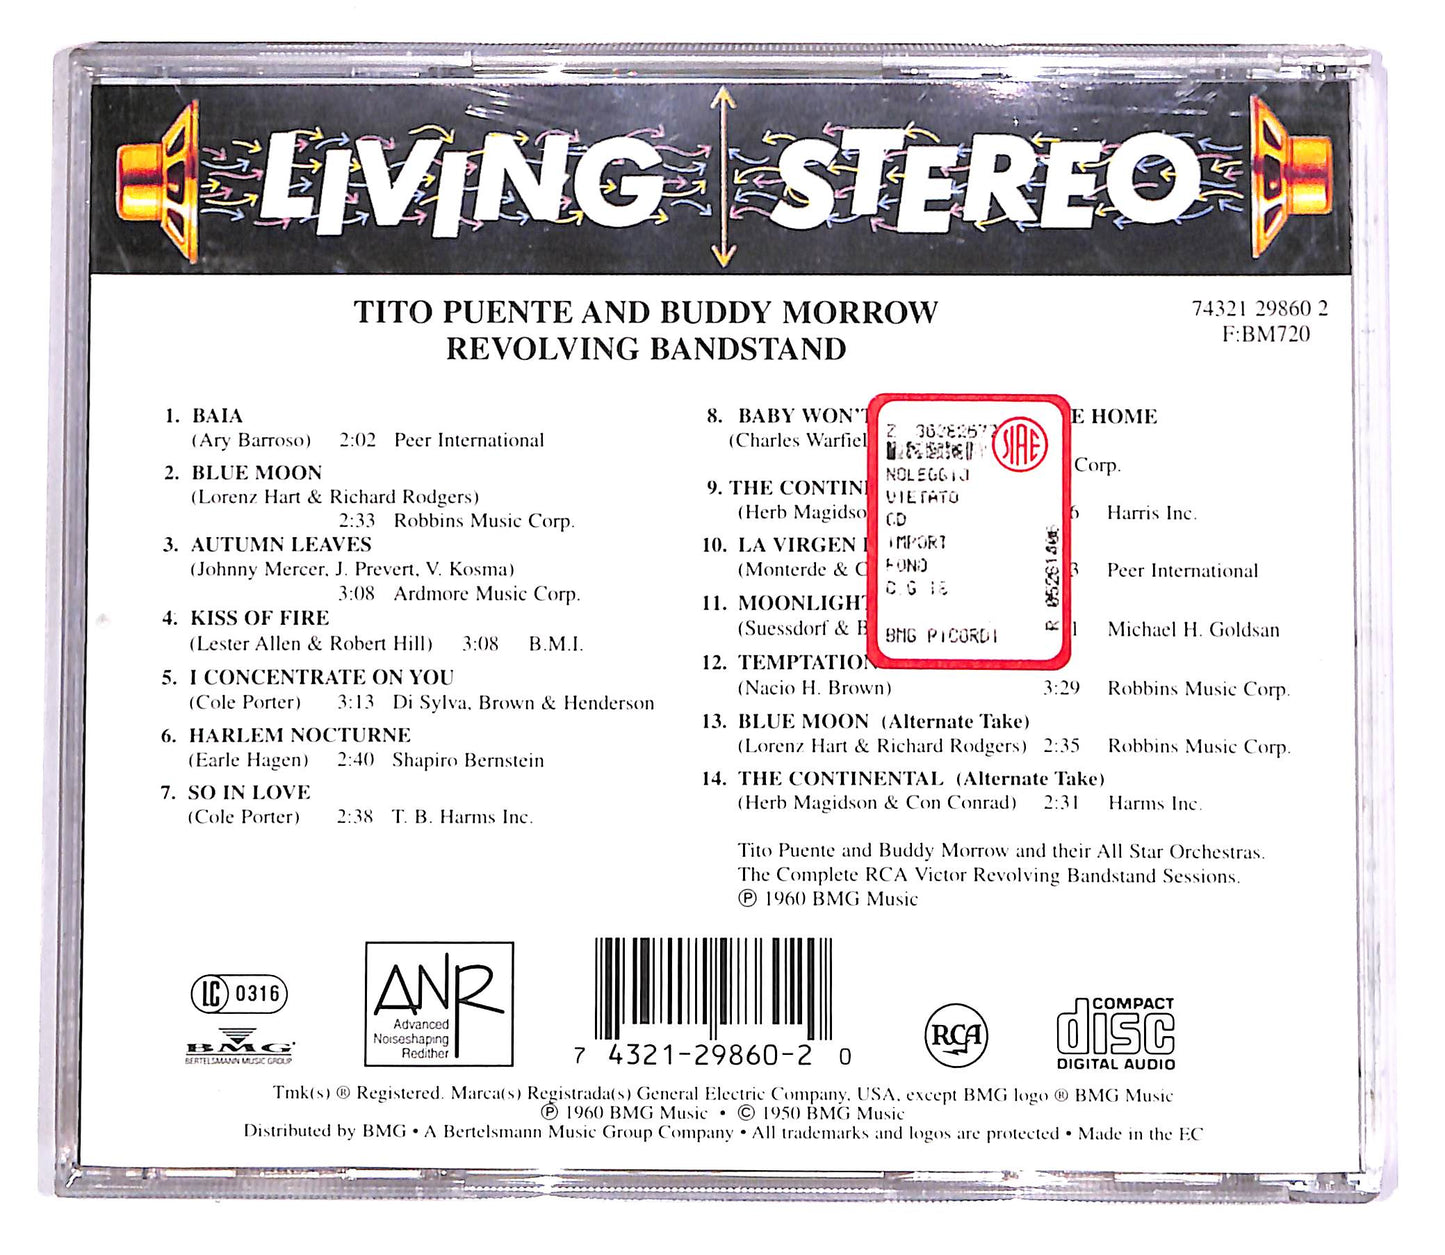 LIVING STEREO
TITO PUENTE AND BUDDY MORROW
REVOLVING BANDSTAND
74321 29860 2
F:BM720
1. BAIA
(Ary Barroso) 2:02 Peer International
2. BLUE MOON
(Lorenz Hart & Richard Rodgers)
2:33 Robbins Music Corp.
3. AUTUMN LEAVES
(Johnny Mercer, J. Prevert, V. Kosma)
3:08 Ardmore Music Corp.
4. KISS OF FIRE
(Lester Allen & Robert Hill) 3:08 B.M.I.
5. I CONCENTRATE ON YOU
(Cole Porter) 3:13 Di Sylva, Brown & Henderson
6. HARLEM NOCTURNE
(Earle Hagen) 2:40 Shapiro Bernstein
7. SO IN LOVE
(Cole Porter) 2:38 T. B. Harms Inc.
8. BABY WON'T HOME
(Charles
Corp.
9. THE
(Herb Harris Inc.
10. LA VIRGEN
(Monterde & Peer International
11. MOONLIGHT
(Suessdorf & Michael H. Goldsan
12. TEMPTATION
(Nacio H. Brown) 3:29 Robbins Music Corp.
13. BLUE MOON (Alternate Take)
(Lorenz Hart & Richard Rodgers) 2:35 Robbins Music Corp.
14. THE CONTINENTAL (Alternate Take)
(Herb Magidson & Con Conrad) 2:31 Harms Inc.
SIAE
NOLEGGIO
VIETATO
CD
IMPORT
BMG RICORDI
Tito Puente and Buddy Morrow and their All Star Orchestras.
The Complete RCA Victor Revolving Bandstand Sessions.
℗ 1960 BMG Music
LC 0316
BMG
BERTELSMANN MUSIC GROUP
ANR
Advanced
Noiseshaping
Redither
7 4321-29860-2 0
RCA
COMPACT
disc
DIGITAL AUDIO
Tmk(s) ® Registered. Marca(s) Registrada(s) General Electric Company, USA, except BMG logo ® BMG Music
℗ 1960 BMG Music • © 1950 BMG Music
Distributed by BMG • A Bertelsmann Music Group Company • All trademarks and logos are protected • Made in the EC